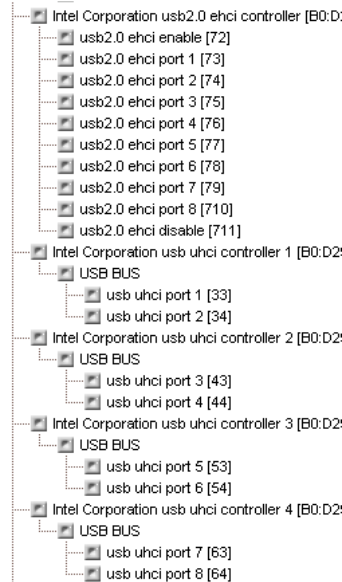 Intel Corporation usb2.0 ehci controller [B0:D
usb2.0 ehci enable [72]
usb2.0 ehci port 1 [73]
usb2.0 ehci port 2 [74]
usb2.0 ehci port 3 [75]
usb2.0 ehci port 4 [76]
usb2.0 ehci port 5 [77]
usb2.0 ehci port 6 [78]
usb2.0 ehci port 7 [79]
usb2.0 ehci port 8 [710]
usb2.0 ehci disable [711]
Intel Corporation usb uhci controller 1 [B0:D29
USB BUS
usb uhci port 1 [33]
usb uhci port 2 [34]
Intel Corporation usb uhci controller 2 [B0:D29
USB BUS
usb uhci port 3 [43]
usb uhci port 4 [44]
Intel Corporation usb uhci controller 3 [B0:D29
USB BUS
usb uhci port 5 [53]
usb uhci port 6 [54]
Intel Corporation usb uhci controller 4 [B0:D29
USB BUS
usb uhci port 7 [63]
usb uhci port 8 [64]